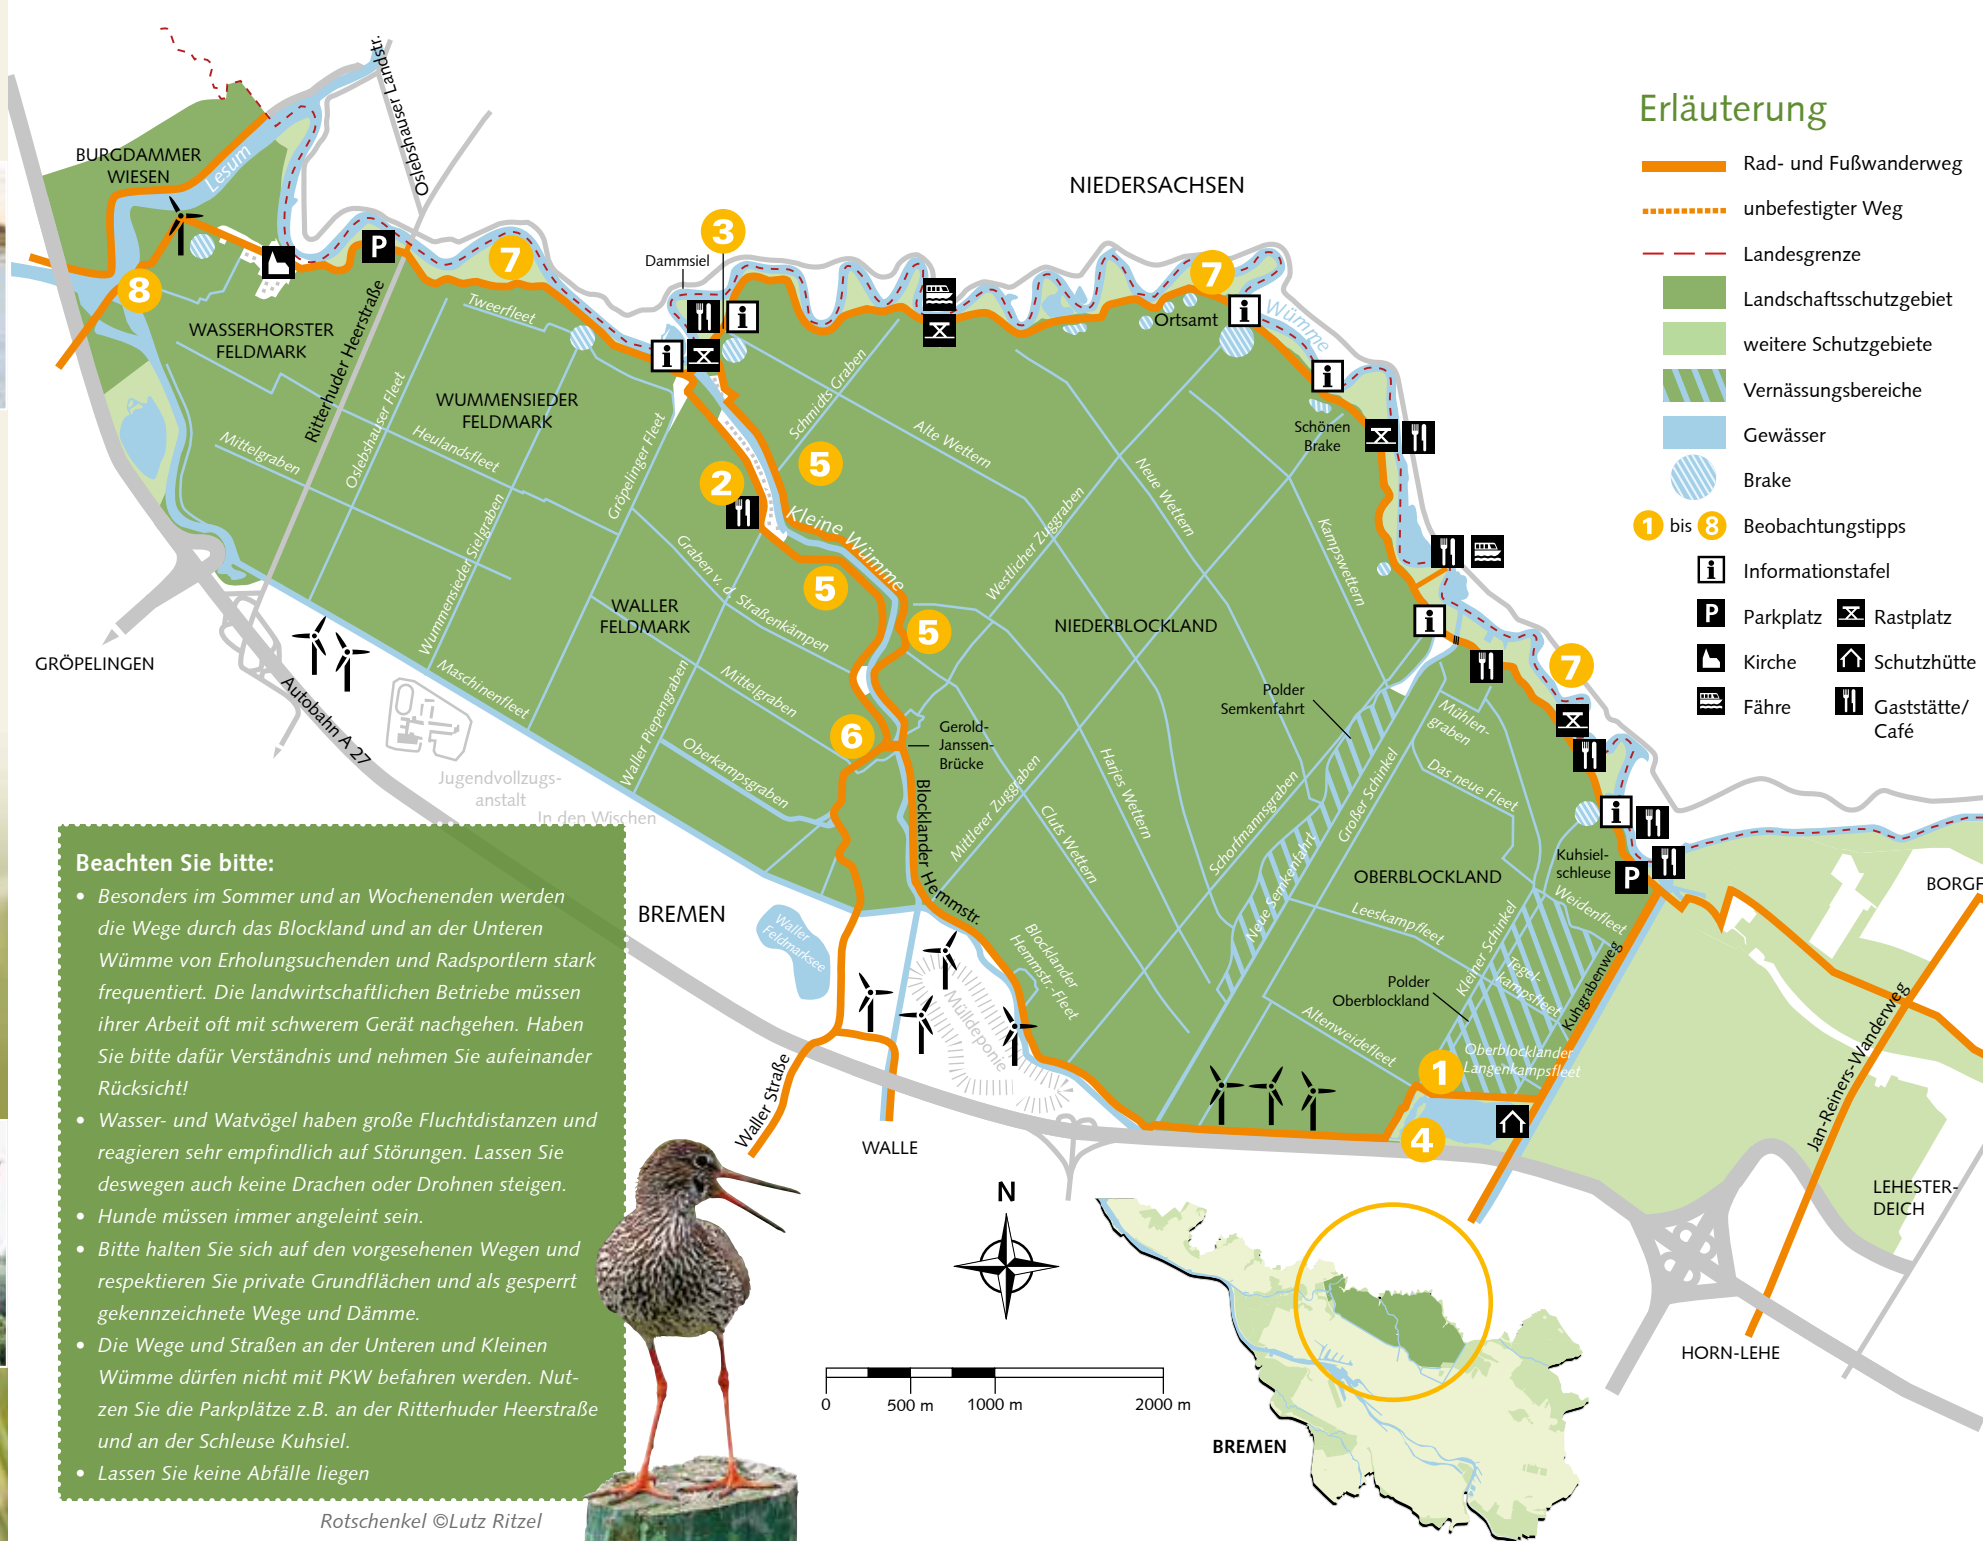 Oslebshauser Landstr.
BURGDAMMER
WIESEN
Lesum
NIEDERSACHSEN
3
Dammsiel
7
7
P
8
Tweerfleet
WASSERHORSTER
FELDMARK
Ritterhuder Heerstraße
Oslebshauser Fleet
WUMMENSIEDER
FELDMARK
Mittelgraben
Heulandsfleet
Gröpelinger Fleet
Wummensieder Sielgraben
Schmidts Graben
Alte Wettern
Ortsamt
Wümme
Schönen
Brake
Neue Wettern
Westlicher Zuggraben
Kampswettern
2
5
Kleine Wümme
5
5
Graben v. d. Straßenkämpen
WALLER
FELDMARK
NIEDERBLOCKLAND
GRÖPELINGEN
Autobahn A 27
Maschinenfleet
Waller Piepengraben
Mittelgraben
Oberkampsgraben
6
Gerold-
Janssen-
Brücke
Jugendvollzugs-
anstalt
In den Wischen
Blocklander Hemmstr.
Mittlerer Zuggraben
Harjes Wettern
Cluts Wettern
Polder
Semkenfahrt
Mühlen-
graben
Das neue Fleet
7
Großer Schinkel
Schorfmannsgraben
Neue Semkenfahrt
Kuhsiel-
schleuse
P
OBERBLOCKLAND
Weidenfleet
Leeskampfleet
Kleiner Schinkel
Tegel-
kampsfleet
Kuhgrabenweg
Polder
Oberblockland
Altenweidefleet
Oberblocklander
Langenkampsfleet
1
4
BREMEN
Waller
Feldmarksee
Blocklander
Hemmstr.-Fleet
Mülldeponie
Waller Straße
WALLE
BORGF
Jan-Reiners-Wanderweg
LEHESTER-
DEICH
HORN-LEHE
Erläuterung
Rad- und Fußwanderweg
unbefestigter Weg
Landesgrenze
Landschaftsschutzgebiet
weitere Schutzgebiete
Vernässungsbereiche
Gewässer
Brake
1 bis 8 Beobachtungstipps
i Informationstafel
P Parkplatz Rastplatz
Kirche Schutzhütte
Fähre Gaststätte/
Café
Beachten Sie bitte:
• Besonders im Sommer und an Wochenenden werden
die Wege durch das Blockland und an der Unteren
Wümme von Erholungsuchenden und Radsportlern stark
frequentiert. Die landwirtschaftlichen Betriebe müssen
ihrer Arbeit oft mit schwerem Gerät nachgehen. Haben
Sie bitte dafür Verständnis und nehmen Sie aufeinander
Rücksicht!
• Wasser- und Watvögel haben große Fluchtdistanzen und
reagieren sehr empfindlich auf Störungen. Lassen Sie
deswegen auch keine Drachen oder Drohnen steigen.
• Hunde müssen immer angeleint sein.
• Bitte halten Sie sich auf den vorgesehenen Wegen und
respektieren Sie private Grundflächen und als gesperrt
gekennzeichnete Wege und Dämme.
• Die Wege und Straßen an der Unteren und Kleinen
Wümme dürfen nicht mit PKW befahren werden. Nut-
zen Sie die Parkplätze z.B. an der Ritterhuder Heerstraße
und an der Schleuse Kuhsiel.
• Lassen Sie keine Abfälle liegen
Rotschenkel ©Lutz Ritzel
N
0 500 m 1000 m 2000 m
BREMEN